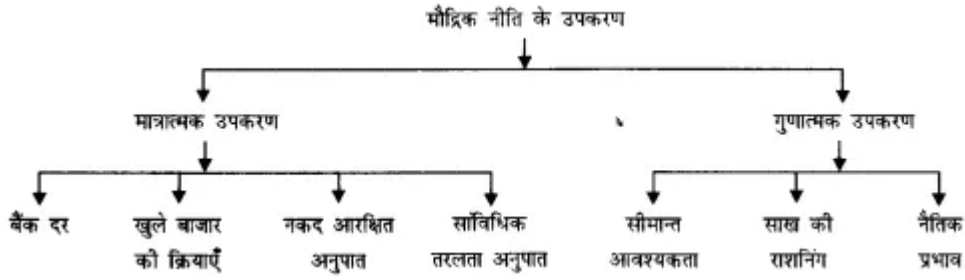 मौद्रिक नीति के उपकरण
मात्रात्मक उपकरण
गुणात्मक उपकरण
बैंक दर
खुले बाजार
की क्रियाएँ
नकद आरक्षित
अनुपात
सांविधिक
तरलता अनुपात
सीमान्त
आवश्यकता
साख की
राशनिंग
नैतिक
प्रभाव